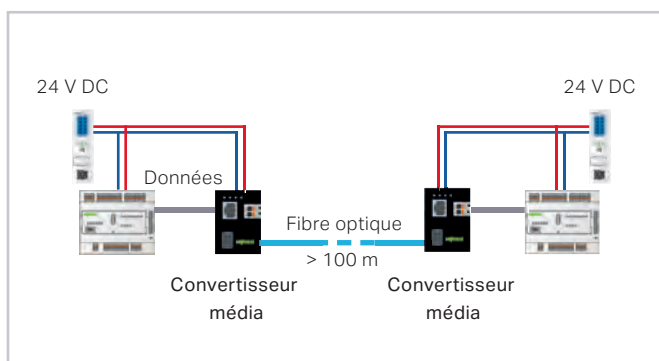 24 V DC
24 V DC
Données
Fibre optique
> 100 m
Convertisseur
média
Convertisseur
média